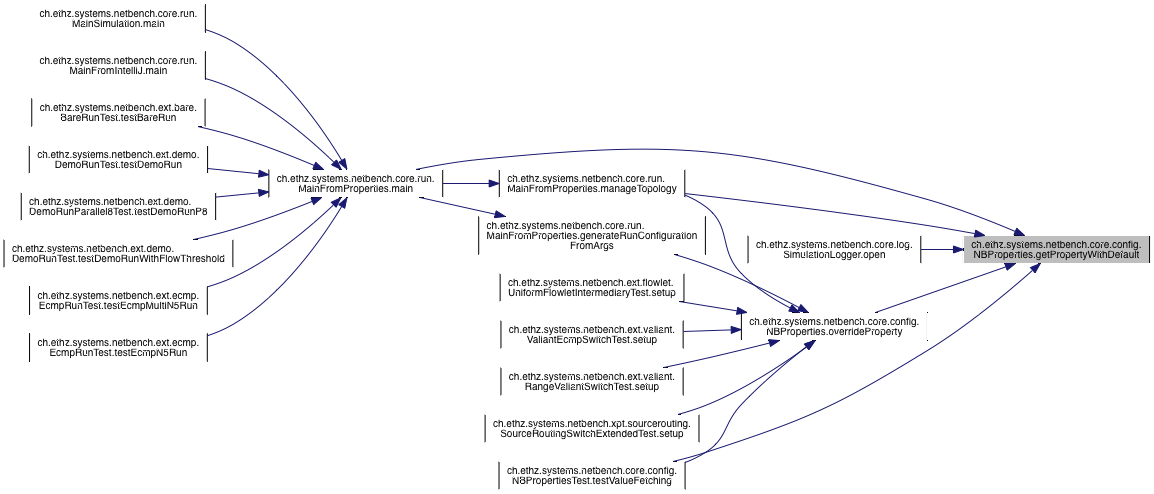 ch.ethz.systems.netbench.core.run.
MainSimulation.main
ch.ethz.systems.netbench.core.run.
MainFromIntelliJ.main
ch.ethz.systems.netbench.ext.bare.
BareRunTest.testBareRun
ch.ethz.systems.netbench.ext.demo.
DemoRunTest.testDemoRun
ch.ethz.systems.netbench.ext.demo.
DemoRunParallel8Test.testDemoRunP8
ch.ethz.systems.netbench.ext.demo.
DemoRunTest.testDemoRunWithFlowThreshold
ch.ethz.systems.netbench.ext.ecmp.
EcmpRunTest.testEcmpMultiN5Run
ch.ethz.systems.netbench.ext.ecmp.
EcmpRunTest.testEcmpN5Run
ch.ethz.systems.netbench.core.run.
MainFromProperties.main
ch.ethz.systems.netbench.core.run.
MainFromProperties.manageTopology
ch.ethz.systems.netbench.core.run.
MainFromProperties.generateRunConfiguration
FromArgs
ch.ethz.systems.netbench.ext.flowlet.
UniformFlowletIntermediaryTest.setup
ch.ethz.systems.netbench.ext.valiant.
ValiantEcmpSwitchTest.setup
ch.ethz.systems.netbench.ext.valiant.
RangeValiantSwitchTest.setup
ch.ethz.systems.netbench.xpt.sourcerouting.
SourceRoutingSwitchExtendedTest.setup
ch.ethz.systems.netbench.core.config.
NBPropertiesTest.testValueFetching
ch.ethz.systems.netbench.core.log.
SimulationLogger.open
ch.ethz.systems.netbench.core.config.
NBProperties.overrideProperty
ch.ethz.systems.netbench.core.config.
NBProperties.getPropertyWithDefault